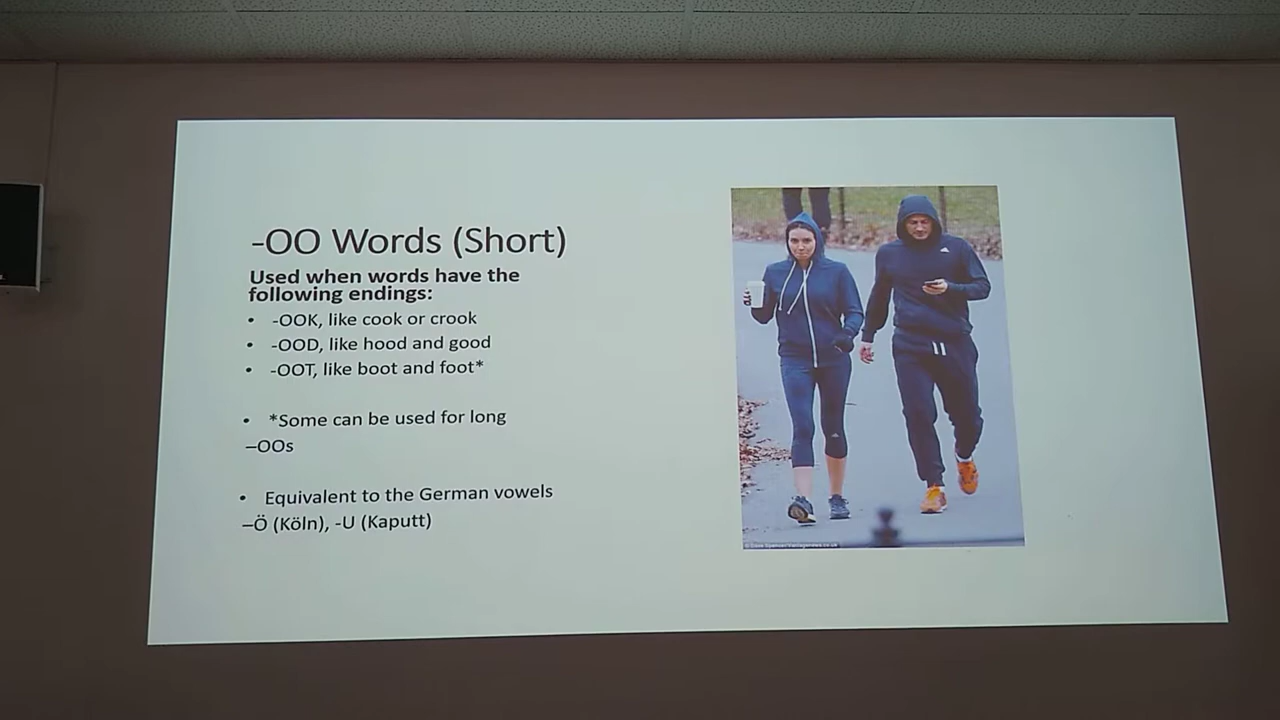 -OO Words (Short)
Used when words have the
following endings:
• -OOK, like cook or crook
• -OOD, like hood and good
• -OOT, like boot and foot*
• *Some can be used for long
–OOs
• Equivalent to the German vowels
–Ö (Köln), -U (Kaputt)